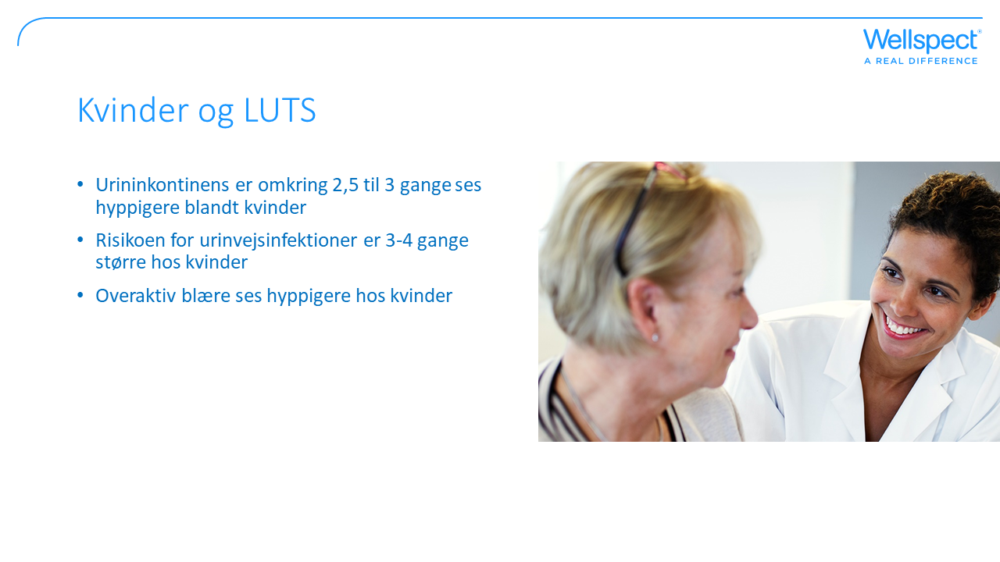 Wellspect®
A REAL DIFFERENCE
Kvinder og LUTS
• Urininkontinens er omkring 2,5 til 3 gange ses
hyppigere blandt kvinder
• Risikoen for urinvejsinfektioner er 3-4 gange
større hos kvinder
• Overaktiv blære ses hyppigere hos kvinder